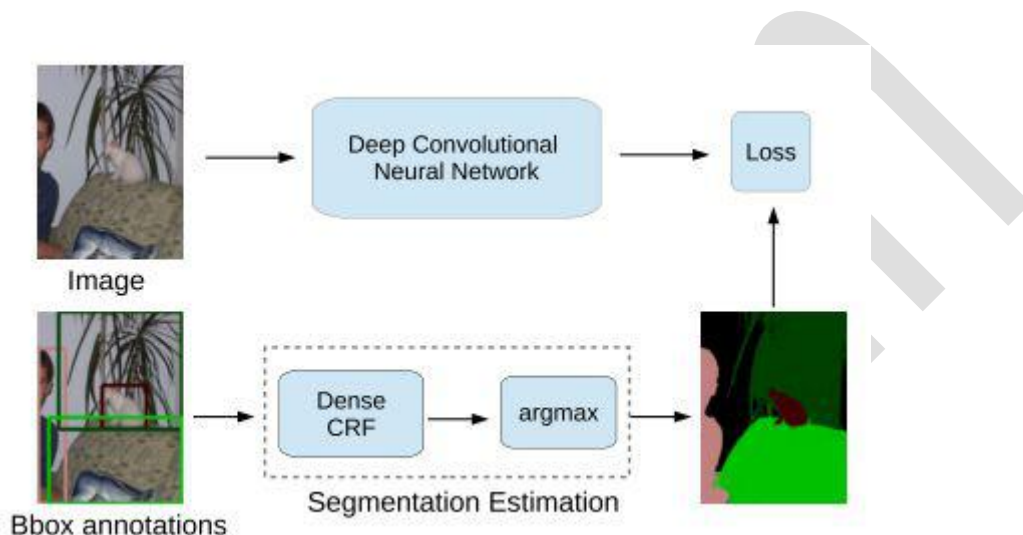 Deep Convolutional
Neural Network
Loss
Image
Dense
CRF
argmax
Segmentation Estimation
Bbox annotations